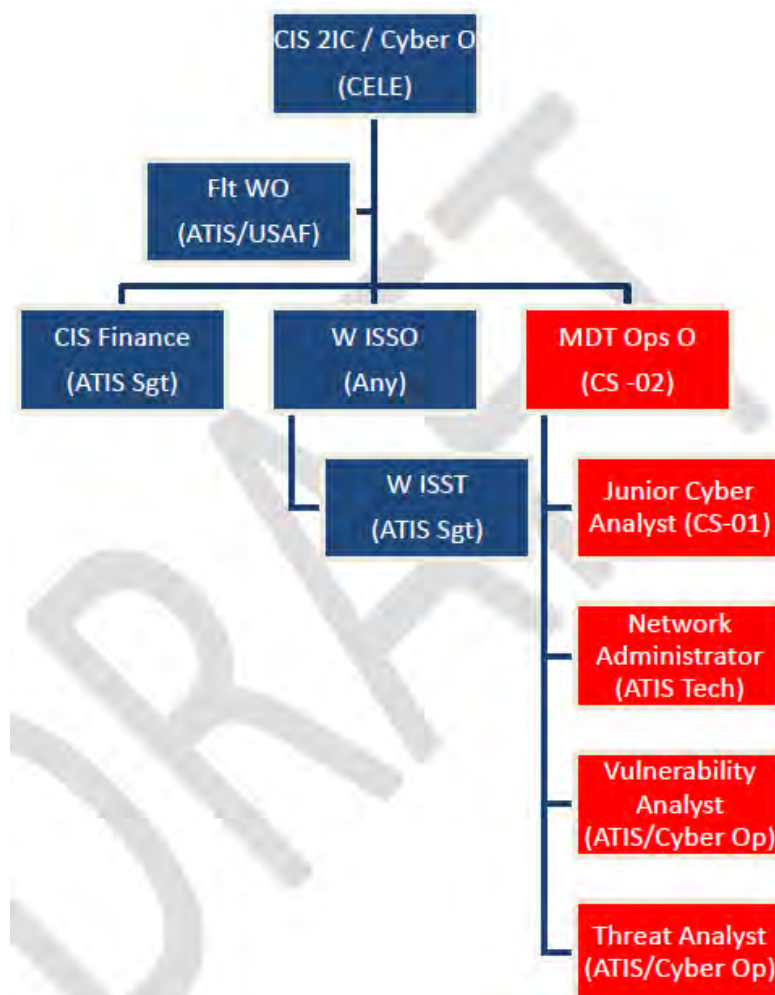 CIS 2IC / Cyber O
(CELE)
Flt WO
(ATIS/USAF)
CIS Finance
(ATIS Sgt)
W ISSO
(Any)
MDT Ops O
(CS -02)
W ISST
(ATIS Sgt)
Junior Cyber
Analyst (CS-01)
Network
Administrator
(ATIS Tech)
Vulnerability
Analyst
(ATIS/Cyber Op)
Threat Analyst
(ATIS/Cyber Op)
DRAFT